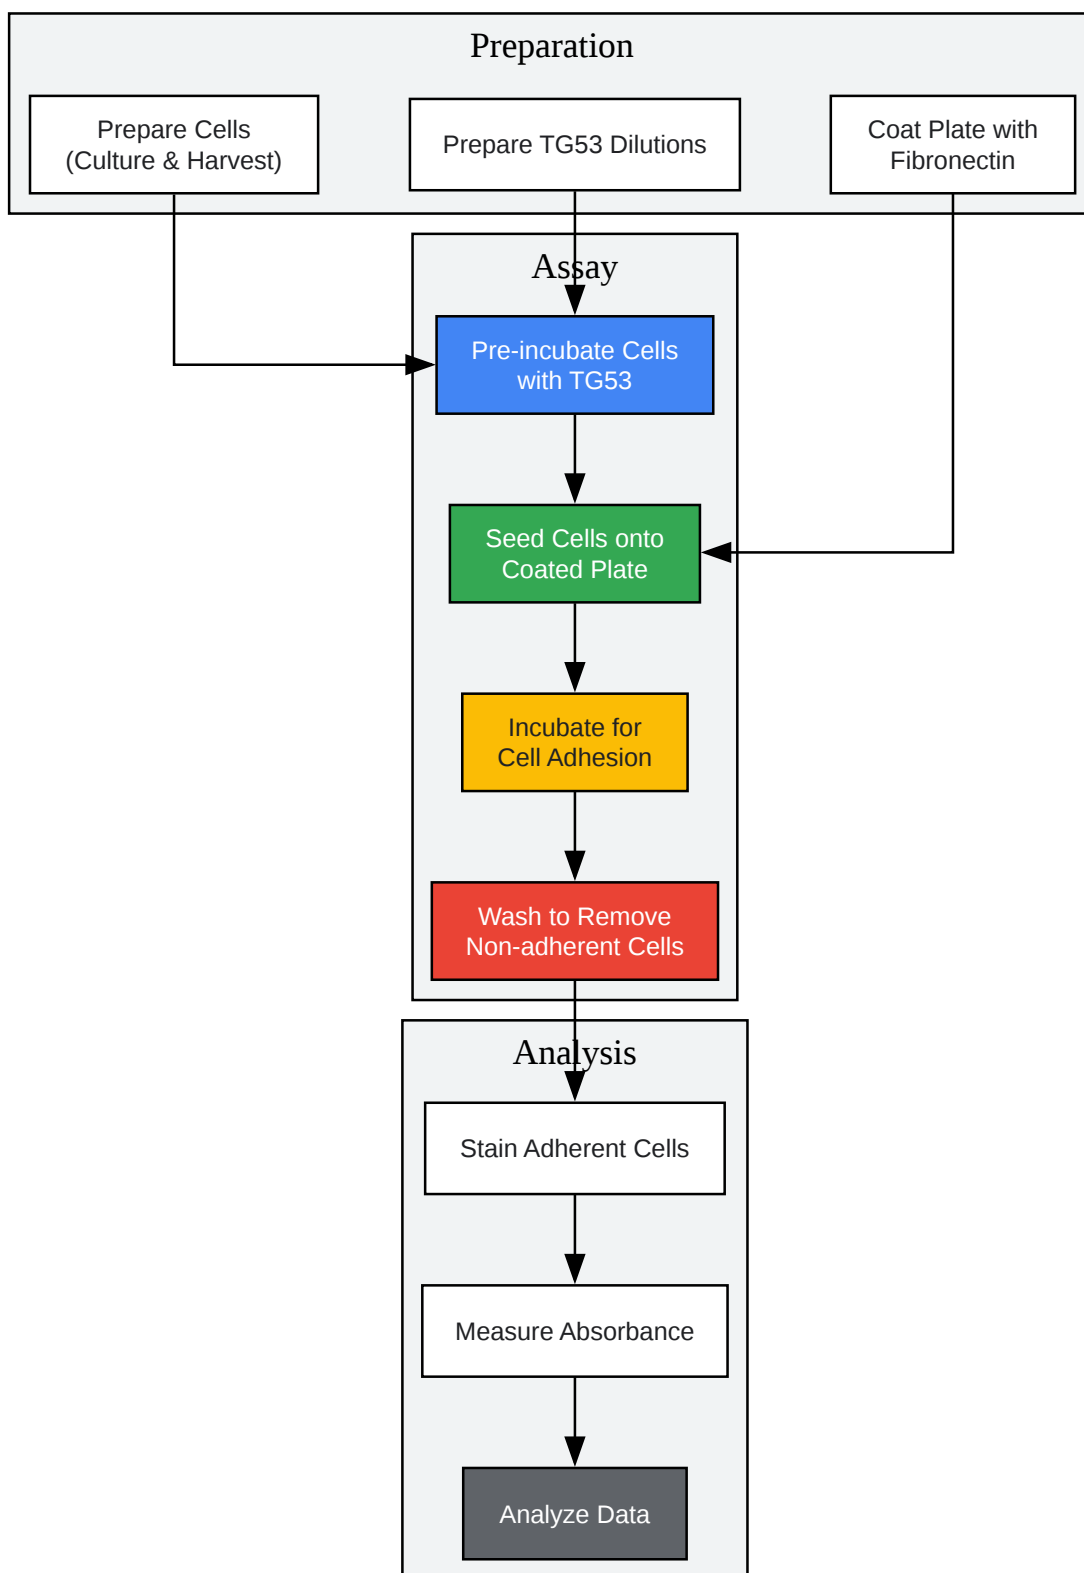 Preparation
Prepare Cells
(Culture & Harvest)
Prepare TG53 Dilutions
Coat Plate with
Fibronectin
Assay
Pre-incubate Cells
with TG53
Seed Cells onto
Coated Plate
Incubate for
Cell Adhesion
Wash to Remove
Non-adherent Cells
Analysis
Stain Adherent Cells
Measure Absorbance
Analyze Data